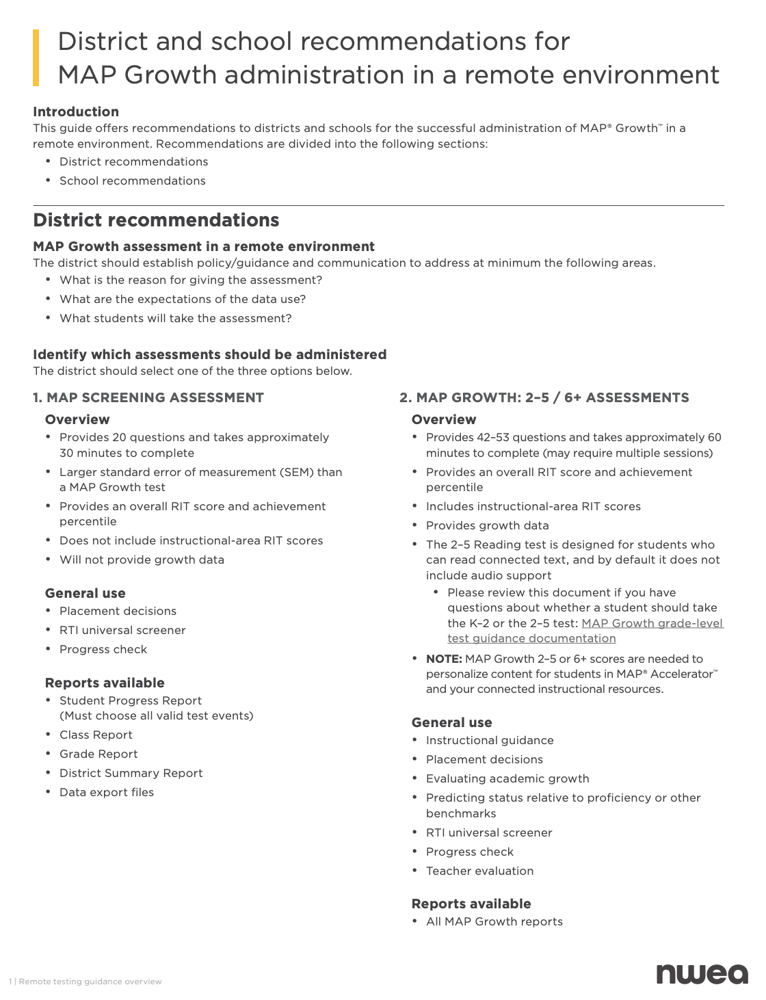 District and school recommendations for
MAP Growth administration in a remote environment
Introduction
This guide offers recommendations to districts and schools for the successful administration of MAP® Growth™ in a
remote environment. Recommendations are divided into the following sections:
• District recommendations
• School recommendations
District recommendations
MAP Growth assessment in a remote environment
The district should establish policy/guidance and communication to address at minimum the following areas.
• What is the reason for giving the assessment?
• What are the expectations of the data use?
• What students will take the assessment?
Identify which assessments should be administered
The district should select one of the three options below.
1. MAP SCREENING ASSESSMENT
Overview
• Provides 20 questions and takes approximately
30 minutes to complete
• Larger standard error of measurement (SEM) than
a MAP Growth test
• Provides an overall RIT score and achievement
percentile
• Does not include instructional-area RIT scores
• Will not provide growth data
General use
• Placement decisions
• RTI universal screener
• Progress check
Reports available
• Student Progress Report
(Must choose all valid test events)
• Class Report
• Grade Report
• District Summary Report
• Data export files
2. MAP GROWTH: 2–5 / 6+ ASSESSMENTS
Overview
• Provides 42–53 questions and takes approximately 60
minutes to complete (may require multiple sessions)
• Provides an overall RIT score and achievement
percentile
• Includes instructional-area RIT scores
• Provides growth data
• The 2–5 Reading test is designed for students who
can read connected text, and by default it does not
include audio support
• Please review this document if you have
questions about whether a student should take
the K–2 or the 2–5 test: MAP Growth grade-level
test guidance documentation
• NOTE: MAP Growth 2–5 or 6+ scores are needed to
personalize content for students in MAP® Accelerator™
and your connected instructional resources.
General use
• Instructional guidance
• Placement decisions
• Evaluating academic growth
• Predicting status relative to proficiency or other
benchmarks
• RTI universal screener
• Progress check
• Teacher evaluation
Reports available
• All MAP Growth reports
1 | Remote testing guidance overview
nwea